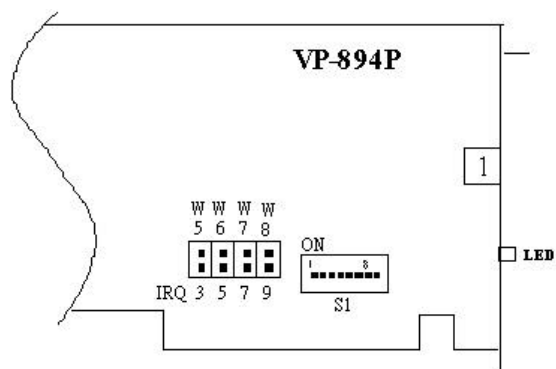 VP-894P
1
W W W W
5 6 7 8
ON
1 8
LED
IRQ 3 5 7 9
S1